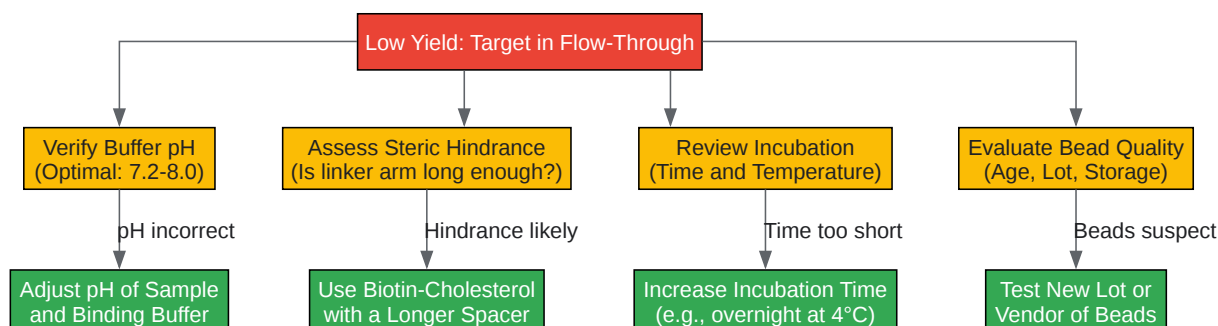 Low Yield: Target in Flow-Through
Verify Buffer pH
(Optimal: 7.2-8.0)
Assess Steric Hindrance
(Is linker arm long enough?)
Review Incubation
(Time and Temperature)
Evaluate Bead Quality
(Age, Lot, Storage)
pH incorrect
Hindrance likely
Time too short
Beads suspect
Adjust pH of Sample
and Binding Buffer
Use Biotin-Cholesterol
with a Longer Spacer
Increase Incubation Time
(e.g., overnight at 4°C)
Test New Lot or
Vendor of Beads